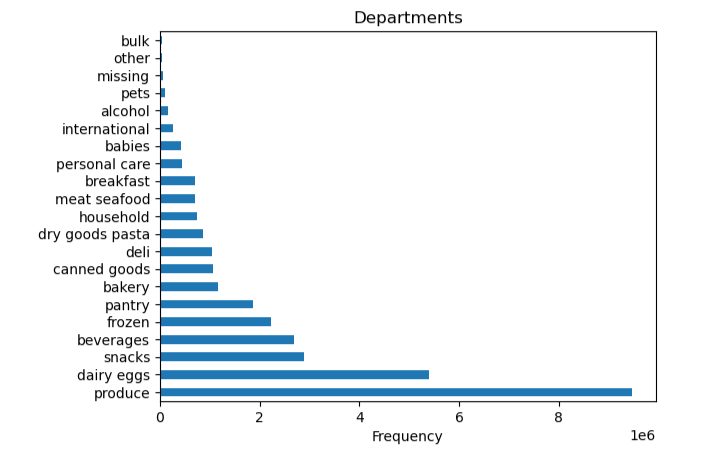 Departments
bulk
other
missing
pets
alcohol
international
babies
personal care
breakfast
meat seafood
household
dry goods pasta
deli
canned goods
bakery
pantry
frozen
beverages
snacks
dairy eggs
produce
0 2 4 6 8
Frequency 1e6